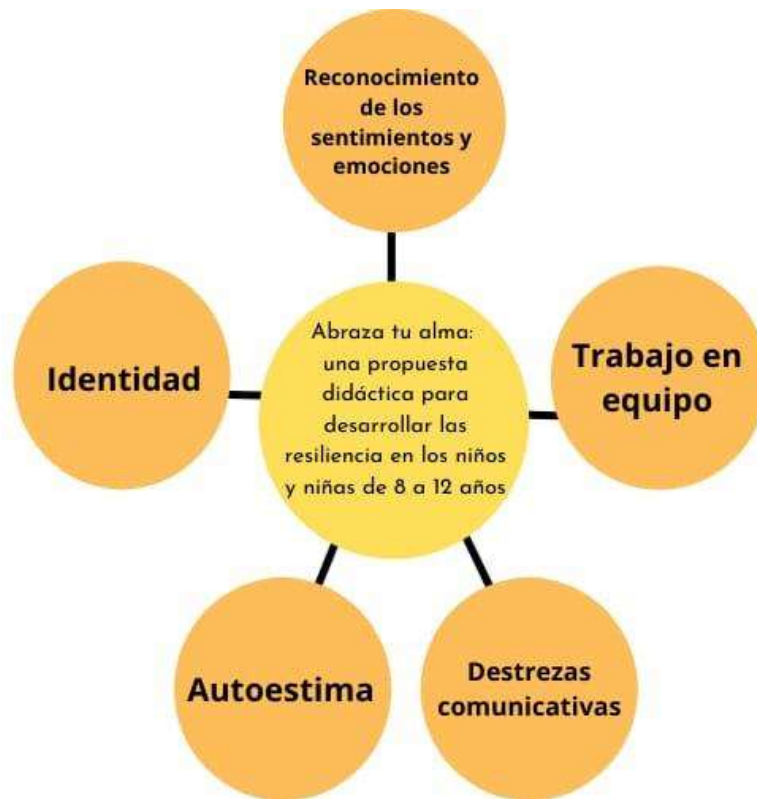 Reconocimiento
de los
sentimientos y
emociones
Identidad
Abraza tu alma:
una propuesta
didáctica para
desarrollar las
resiliencia en los niños
y niñas de 8 a 12 años
Trabajo en
equipo
Autoestima
Destrezas
comunicativas